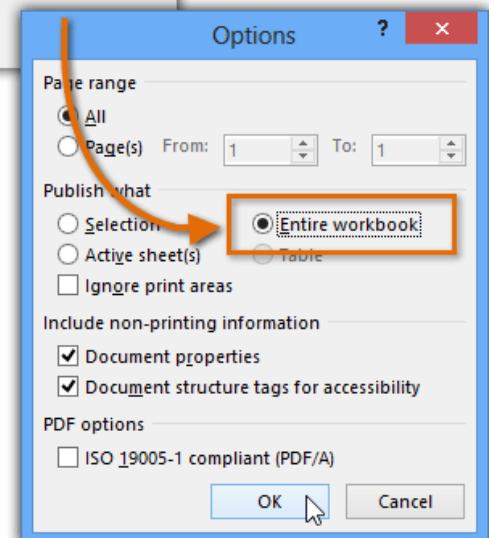 Options ?
Page range
All
Page(s) From: 1 To: 1
Publish what
Selection Entire workbook
Active sheet(s) Table
Ignore print areas
Include non-printing information
Document properties
Document structure tags for accessibility
PDF options
ISO 19005-1 compliant (PDF/A)
OK Cancel